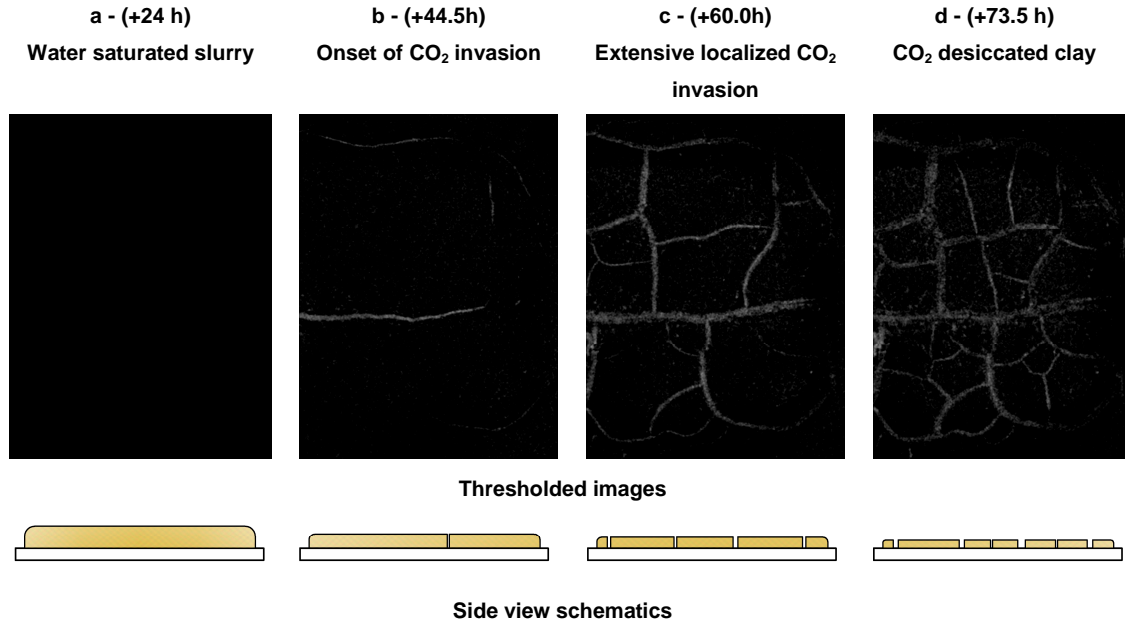 a - (+24 h)
Water saturated slurry
b - (+44.5h)
Onset of CO₂ invasion
c - (+60.0h)
Extensive localized CO₂
invasion
d - (+73.5 h)
CO₂ desiccated clay
Thresholded images
Side view schematics